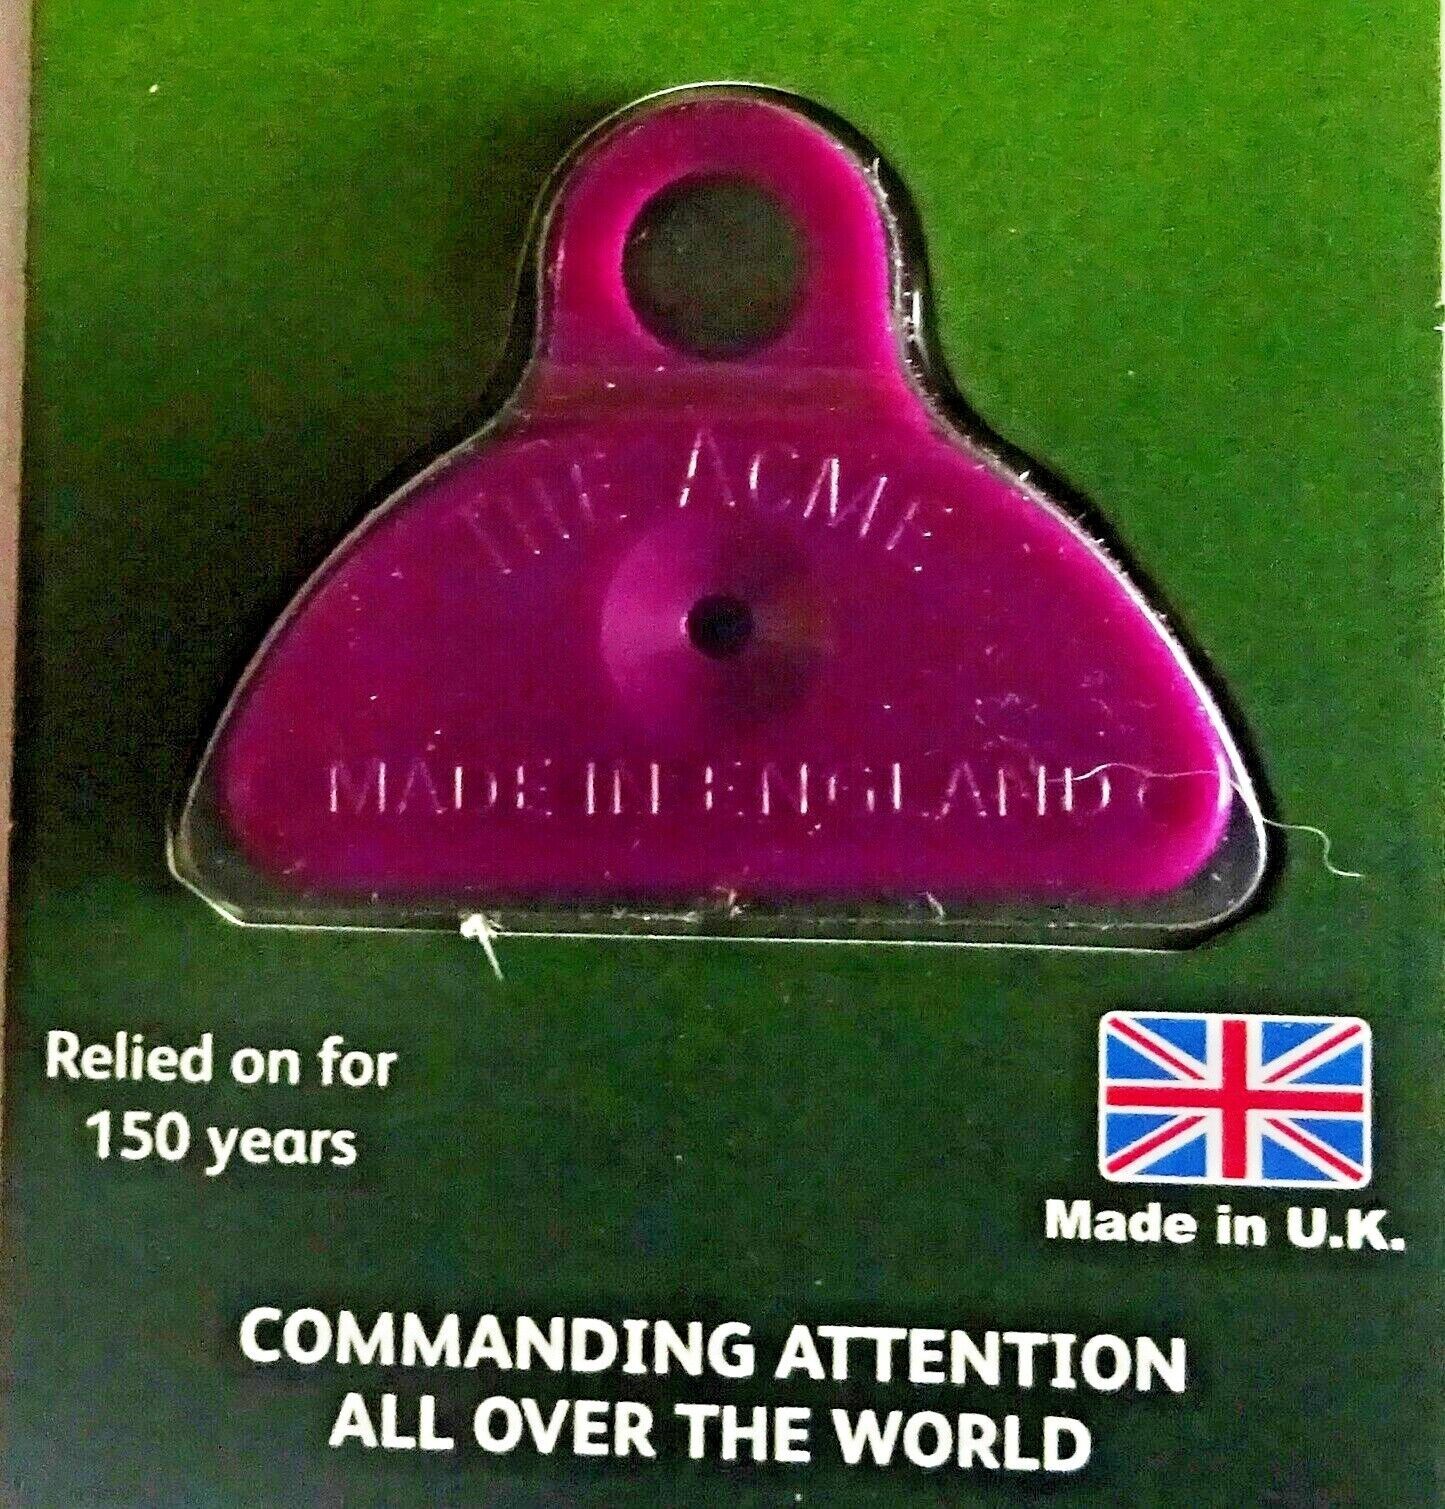 THE ACME
MADE IN ENGLAND
Relied on for
150 years
Made in U.K.
COMMANDING ATTENTION
ALL OVER THE WORLD